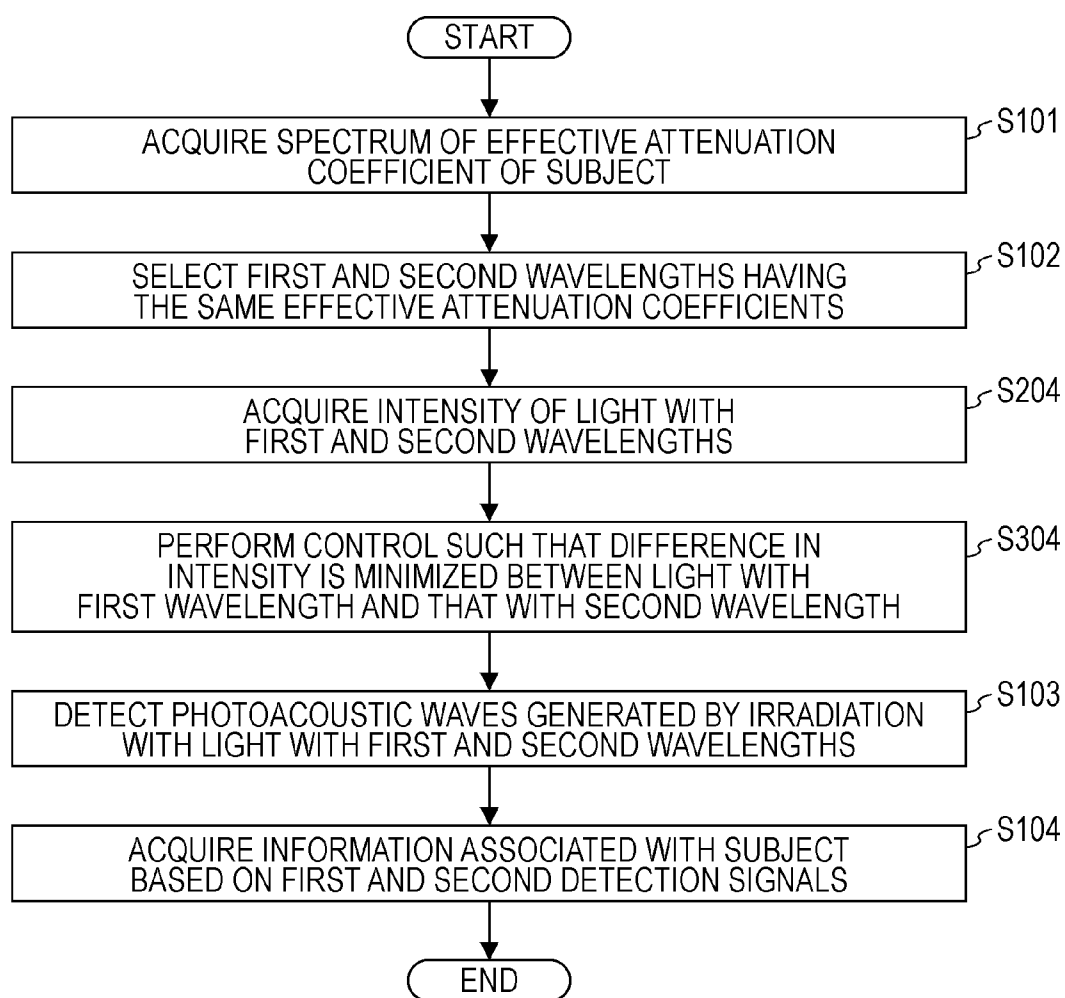 START
S101
ACQUIRE SPECTRUM OF EFFECTIVE ATTENUATION
COEFFICIENT OF SUBJECT
S102
SELECT FIRST AND SECOND WAVELENGTHS HAVING
THE SAME EFFECTIVE ATTENUATION COEFFICIENTS
S204
ACQUIRE INTENSITY OF LIGHT WITH
FIRST AND SECOND WAVELENGTHS
S304
PERFORM CONTROL SUCH THAT DIFFERENCE IN
INTENSITY IS MINIMIZED BETWEEN LIGHT WITH
FIRST WAVELENGTH AND THAT WITH SECOND WAVELENGTH
S103
DETECT PHOTOACOUSTIC WAVES GENERATED BY IRRADIATION
WITH LIGHT WITH FIRST AND SECOND WAVELENGTHS
S104
ACQUIRE INFORMATION ASSOCIATED WITH SUBJECT
BASED ON FIRST AND SECOND DETECTION SIGNALS
END